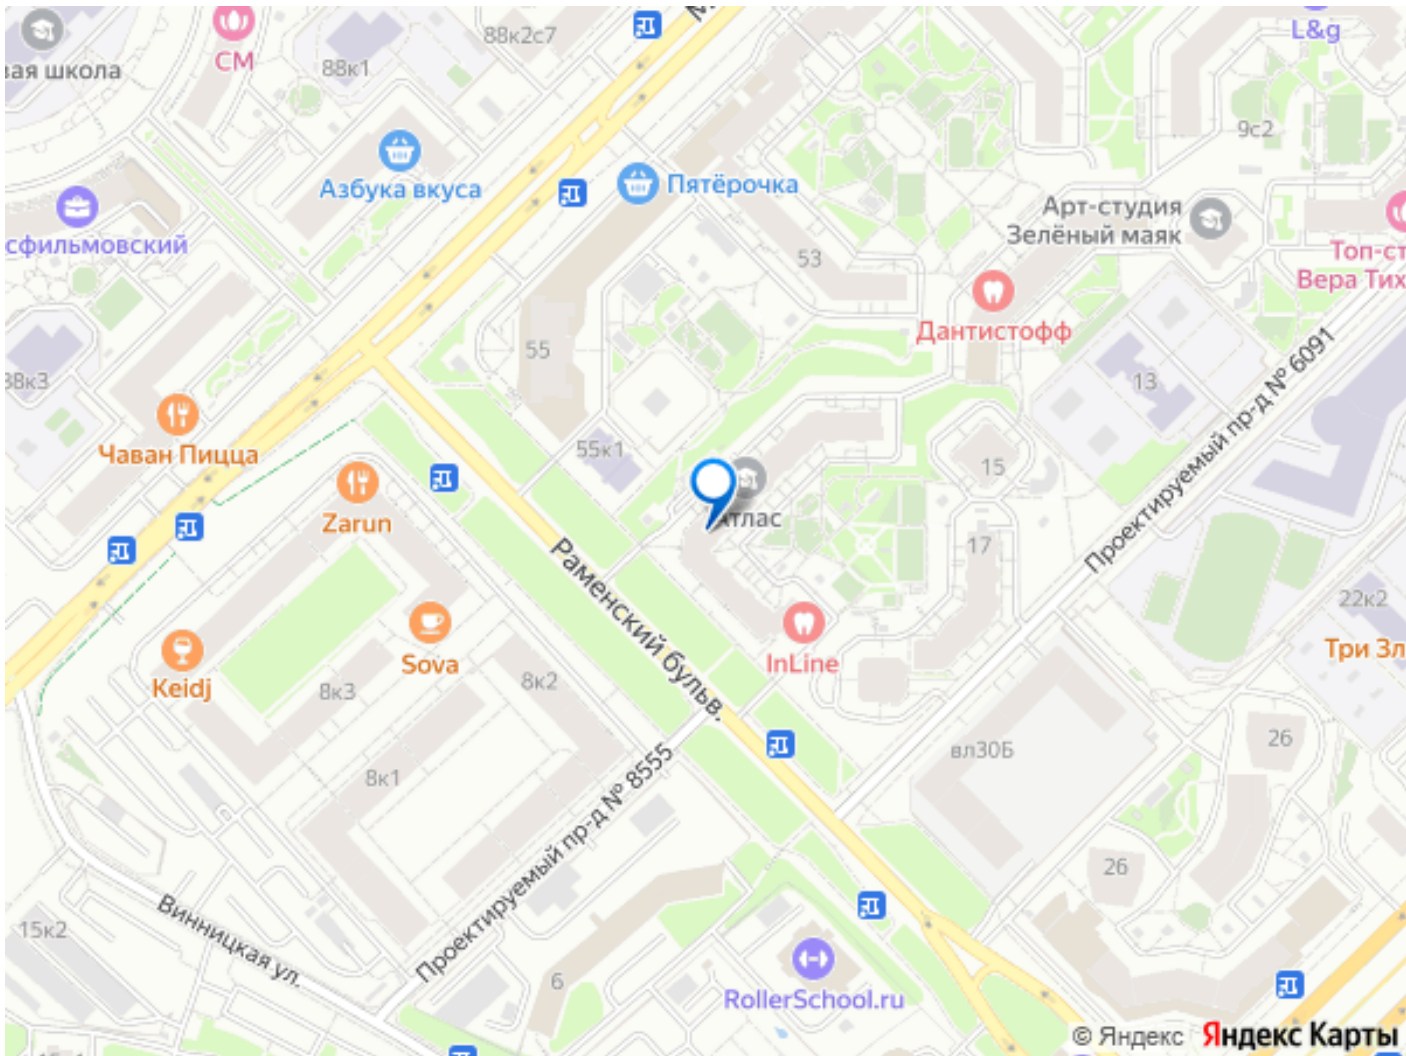 L&g
88к2с7
СМ
88к1
вая школа
9с2
Азбука вкуса
Пятёрочка
Арт-студия
Зелёный маяк
сфильмовский
53
Топ-ст
Вера Тих
Дантистофф
55
38к3
13
Проектируемый пр-д № 6091
Чаван Пицца
55к1
15
Атлас
Zarun
17
Раменский бульв.
22к2
Три Зл
Sova
InLine
Keidj
8к3
8к2
26
вл30Б
8к1
Проектируемый пр-д № 8555
26
15к2
Винницкая ул.
6
RollerSchool.ru
© Яндекс Яндекс Карты